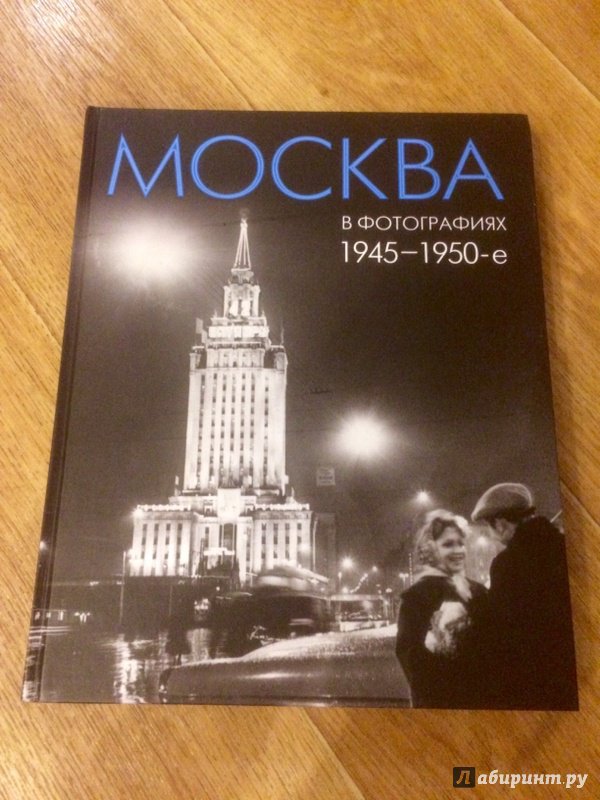 МОСКВА
В ФОТОГРАФИЯХ
1945–1950-е
Лабиринт.ру